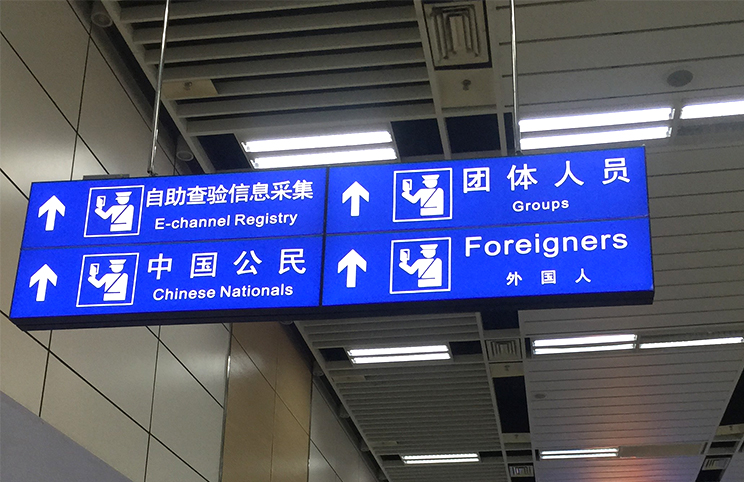 自助查验信息采集
E-channel Registry
中国公民
Chinese Nationals
团体人员
Groups
Foreigners
外国人